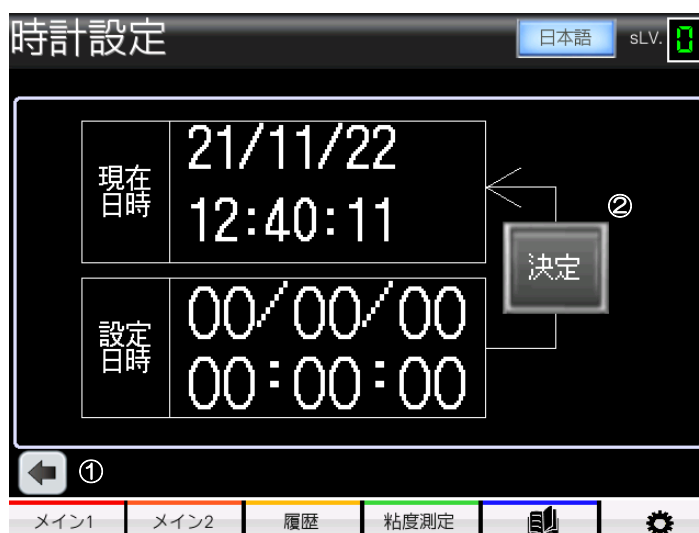 時計設定
日本語
sLV. 0
現在
日時
21/11/22
12:40:11
②
決定
設定
日時
00/00/00
00:00:00
①
メイン1
メイン2
履歴
粘度測定